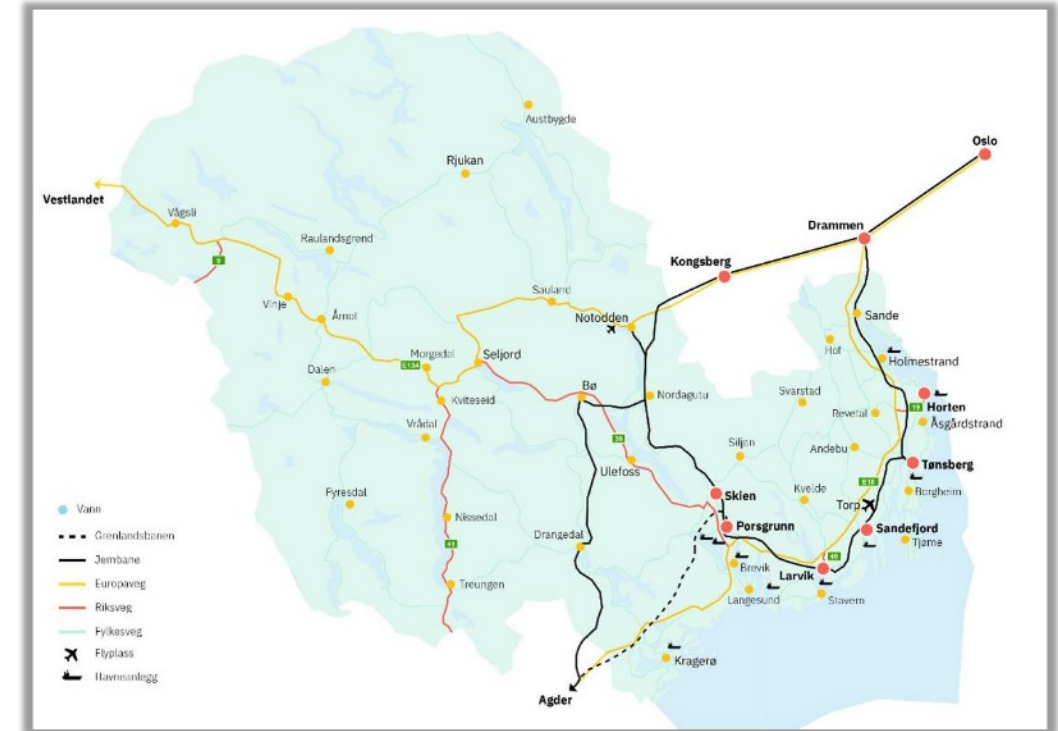 Austbygde
Oslo
Rjukan
Vestlandet
Vågsli
Drammen
Raulandsgrend
Kongsberg
9
Sauland
Vinje
Notodden
Sande
Åmot
Hof
Holmestrand
Morgedal
Seljord
E134
Dalen
Bø
Nordagutu
Svarstad
Horten
Kviteseid
19
Revetal
Åsgårdstrand
Vrådal
36
Siljan
Andebu
Ulefoss
Tønsberg
E18
Fyresdal
Skien
Kvelde
Borgheim
Torp
Vann
Nissedal
Porsgrunn
Sandefjord
Grenlandsbanen
Drangedal
41
Tjøme
Jernbane
40
Brevik
Larvik
Europaveg
Treungen
Langesund
Stavern
Riksveg
Fylkesveg
Flyplass
Kragerø
Havneanlegg
Agder